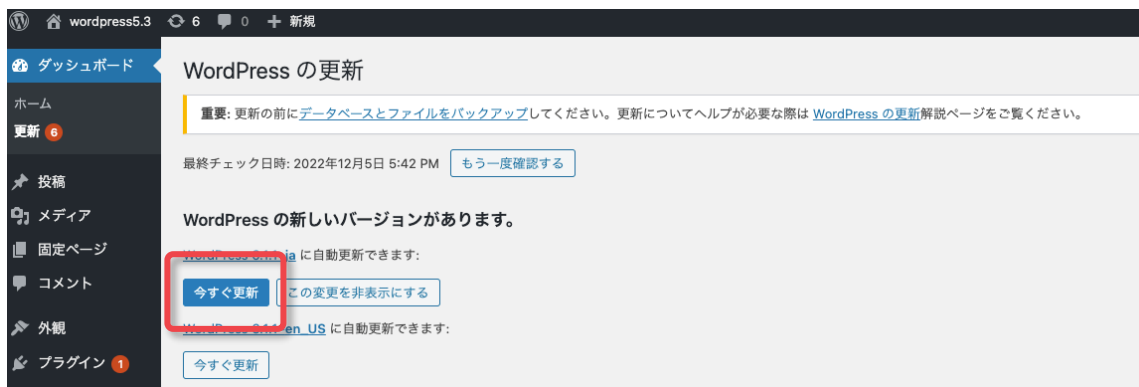 wordpress5.3 6 0 + 新規
ダッシュボード
ホーム
更新 6
投稿
メディア
固定ページ
コメント
外観
プラグイン 1
WordPress の更新
重要: 更新の前にデータベースとファイルをバックアップしてください。更新についてヘルプが必要な際は WordPress の更新解説ページをご覧ください。
最終チェック日時: 2022年12月5日 5:42 PM もう一度確認する
WordPress の新しいバージョンがあります。
ja に自動更新できます:
今すぐ更新 この変更を非表示にする
en_US に自動更新できます:
今すぐ更新